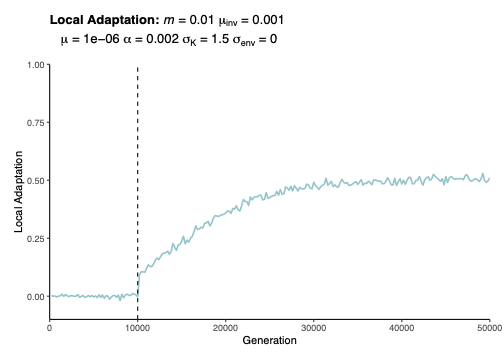 Local Adaptation: m = 0.01 μinv = 0.001
μ = 1e−06 α = 0.002 σK = 1.5 σenv = 0
1.00
0.75
0.50
0.25
0.00
Local Adaptation
0 10000 20000 30000 40000 50000
Generation